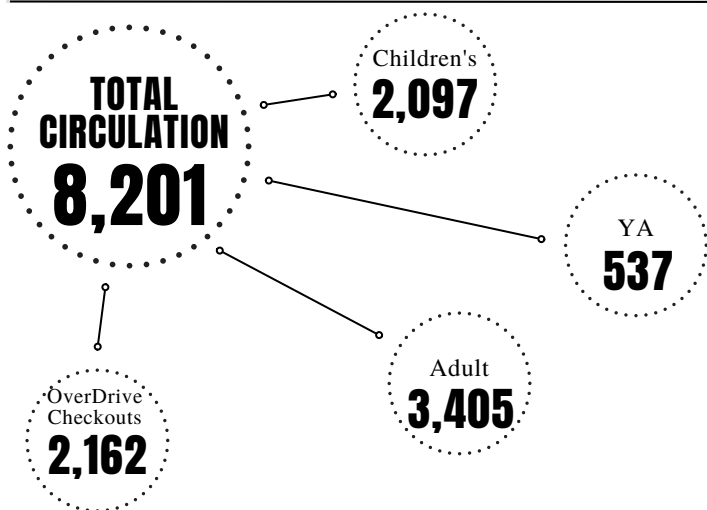 TOTAL
CIRCULATION
8,201
Children's
2,097
YA
537
Adult
3,405
OverDrive
Checkouts
2,162